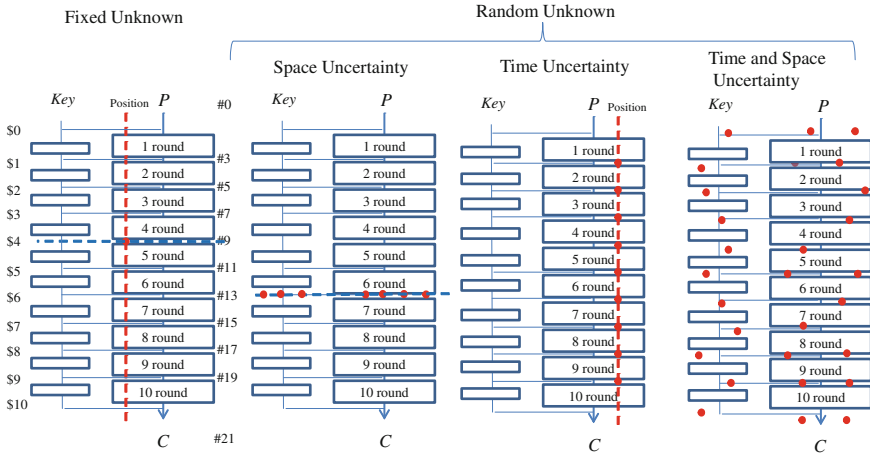 Random Unknown
Fixed Unknown
Space Uncertainty
Time Uncertainty
Time and Space
Uncertainty
Key
Position
P
#0
$0
1 round
$1
#3
2 round
$2
#5
3 round
$3
#7
4 round
$4
#9
5 round
$5
#11
6 round
$6
#13
7 round
$7
#15
8 round
$8
#17
9 round
$9
#19
10 round
$10
C
#21
Key
P
1 round
2 round
3 round
4 round
5 round
6 round
7 round
8 round
9 round
10 round
C
Key
P
Position
1 round
2 round
3 round
4 round
5 round
6 round
7 round
8 round
9 round
10 round
C
Key
P
1 round
2 round
3 round
4 round
5 round
6 round
7 round
8 round
9 round
10 round
C